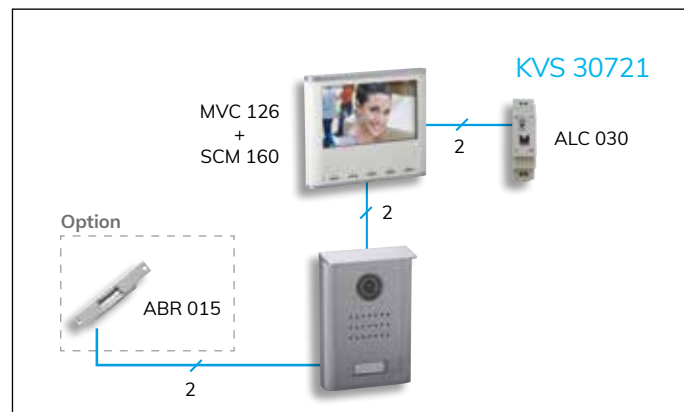 KVS 30721
MVC 126
+
SCM 160
2
ALC 030
2
Option
ABR 015
2